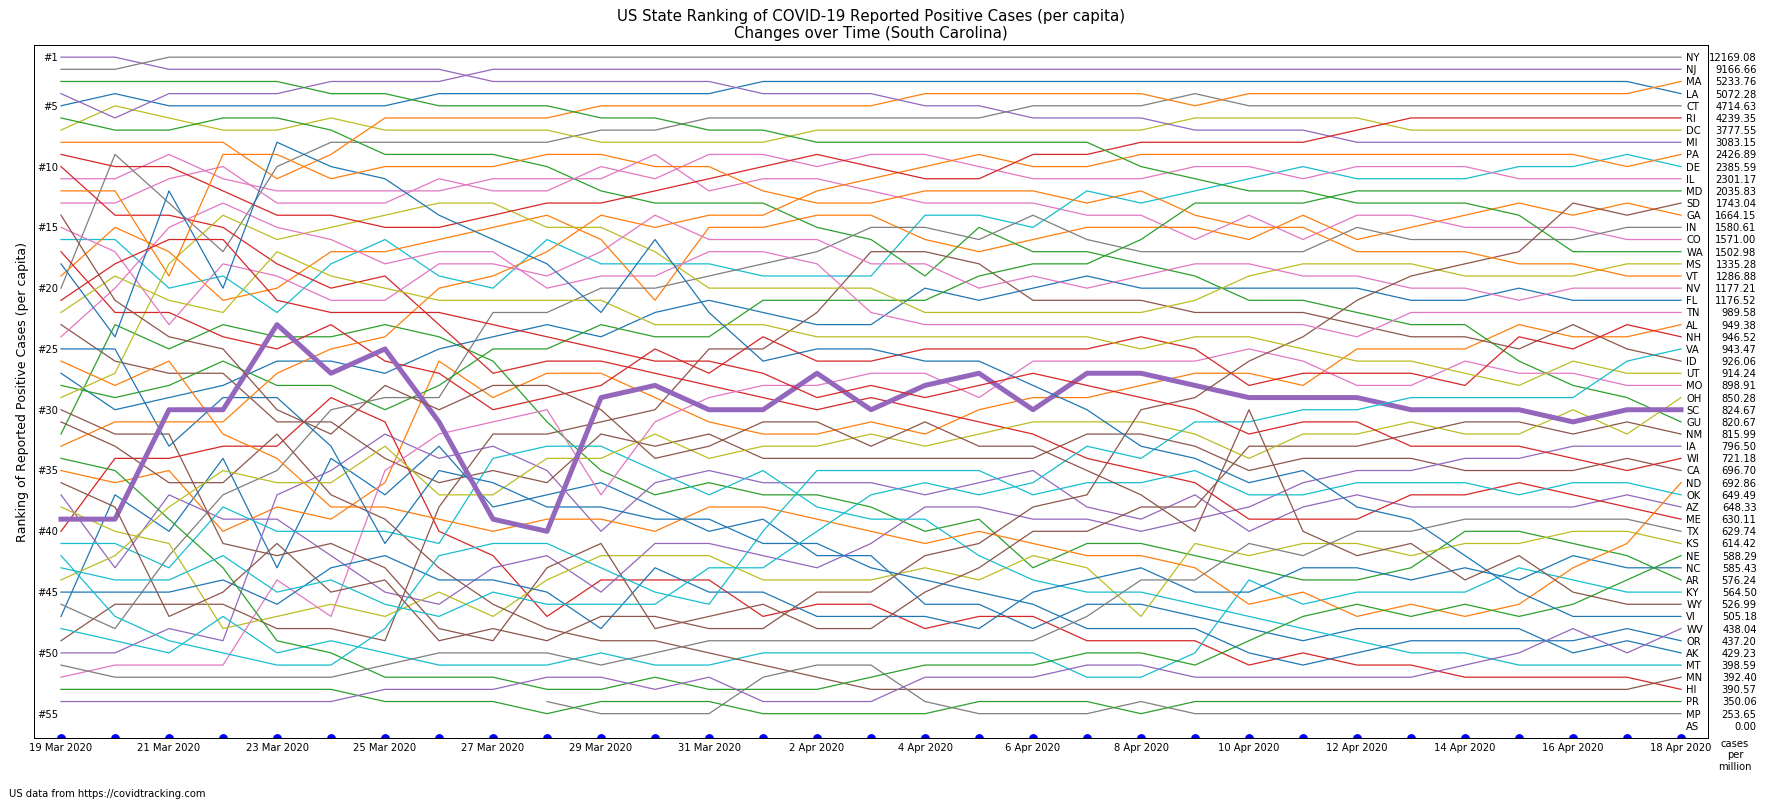 US State Ranking of COVID-19 Reported Positive Cases (per capita)
Changes over Time (South Carolina)
Ranking of Reported Positive Cases (per capita)
#1
#5
#10
#15
#20
#25
#30
#35
#40
#45
#50
#55
NY 12169.08
NJ 9166.66
MA 5233.76
LA 5072.28
CT 4714.63
RI 4239.35
DC 3777.55
MI 3083.15
PA 2426.89
DE 2385.59
IL 2301.17
MD 2035.83
SD 1743.04
GA 1664.15
IN 1580.61
CO 1571.00
WA 1502.98
MS 1335.28
VT 1286.88
NV 1177.21
FL 1176.52
TN 989.58
AL 949.38
NH 946.52
VA 943.47
ID 926.06
UT 914.24
MO 898.91
OH 850.28
SC 824.67
GU 820.67
NM 815.99
IA 796.50
WI 721.18
CA 696.70
ND 692.86
OK 649.49
AZ 648.33
ME 630.11
TX 629.74
KS 614.42
NE 588.29
NC 585.43
AR 576.24
KY 564.50
WY 526.99
VI 505.18
WV 438.04
OR 437.20
AK 429.23
MT 398.59
MN 392.40
HI 390.57
PR 350.06
MP 253.65
AS 0.00
19 Mar 2020 21 Mar 2020 23 Mar 2020 25 Mar 2020 27 Mar 2020 29 Mar 2020 31 Mar 2020 2 Apr 2020 4 Apr 2020 6 Apr 2020 8 Apr 2020 10 Apr 2020 12 Apr 2020 14 Apr 2020 16 Apr 2020 18 Apr 2020
cases
per
million
US data from https://covidtracking.com